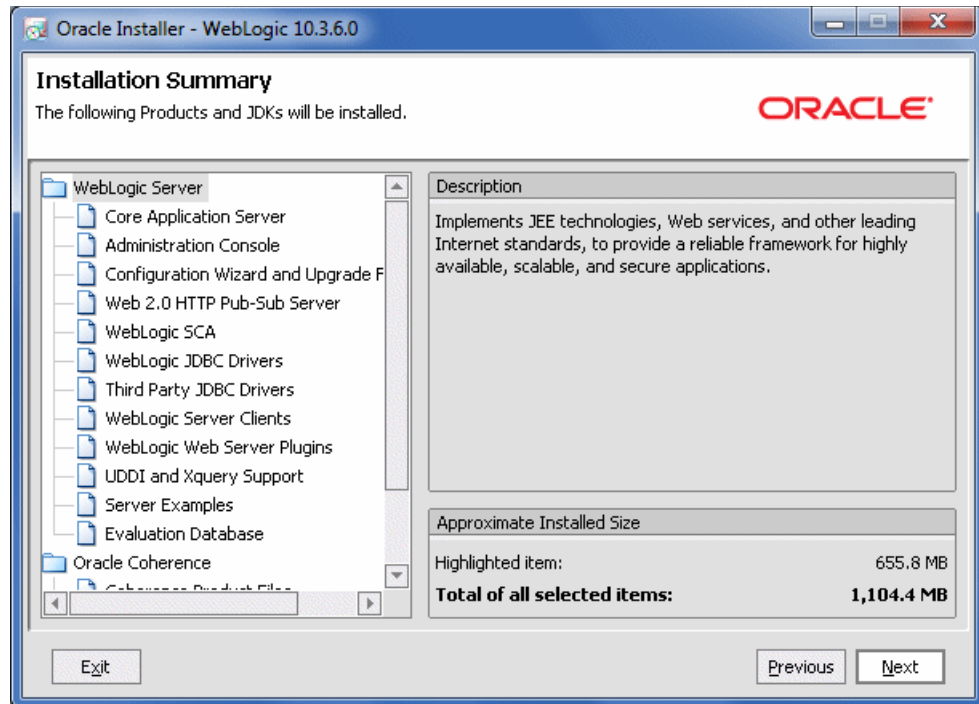 Oracle Installer - WebLogic 10.3.6.0
Installation Summary
The following Products and JDKs will be installed.
ORACLE
WebLogic Server
Core Application Server
Administration Console
Configuration Wizard and Upgrade F
Web 2.0 HTTP Pub-Sub Server
WebLogic SCA
WebLogic JDBC Drivers
Third Party JDBC Drivers
WebLogic Server Clients
WebLogic Web Server Plugins
UDDI and Xquery Support
Server Examples
Evaluation Database
Oracle Coherence
Coherence Product Files
Description
Implements JEE technologies, Web services, and other leading
Internet standards, to provide a reliable framework for highly
available, scalable, and secure applications.
Approximate Installed Size
Highlighted item: 655.8 MB
Total of all selected items: 1,104.4 MB
Exit
Previous
Next